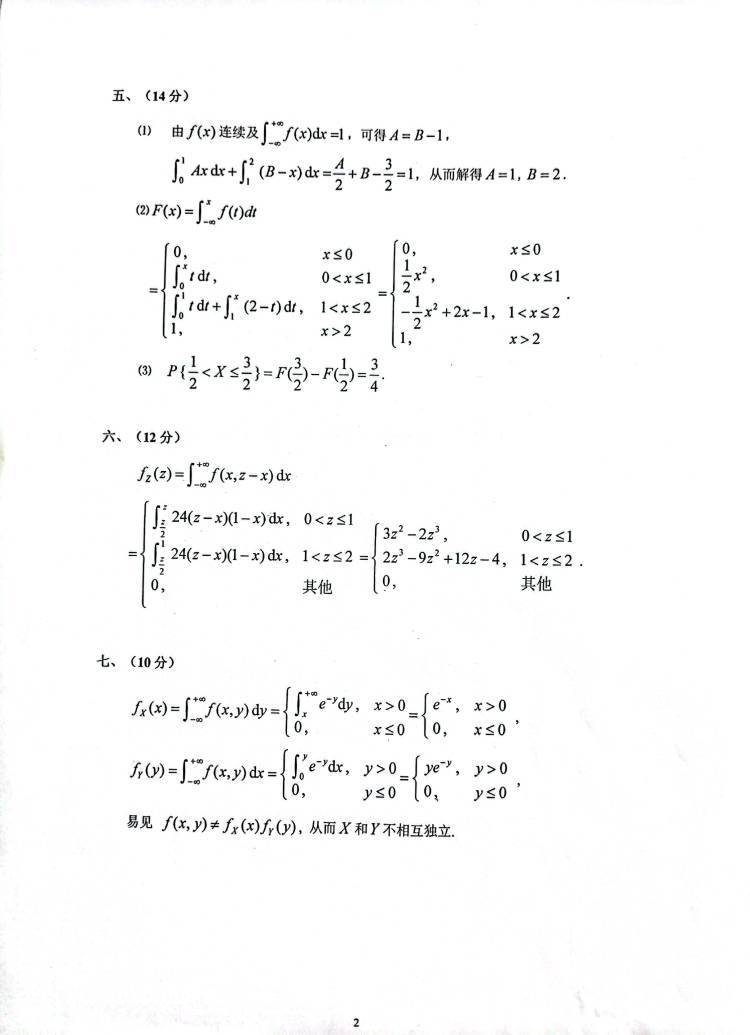 五、（14分）
⑴ 由 f(x) 连续及 ∫_{-∞}^{+∞} f(x)dx =1，可得 A = B−1，
∫_0^1 Ax dx + ∫_1^2 (B−x) dx = A/2 + B − 3/2 = 1，从而解得 A =1, B = 2.
⑵ F(x) = ∫_{-∞}^x f(t)dt
= { 0, x≤0; ∫_0^x t dt, 0<x≤1; ∫_0^1 t dt + ∫_1^x (2−t) dt, 1<x≤2; 1, x>2 = { 0, x≤0; 1/2 x², 0<x≤1; −1/2 x² + 2x −1, 1<x≤2; 1, x>2 .
⑶ P{1/2 < X ≤ 3/2} = F(3/2) − F(1/2) = 3/4.
六、（12分）
f_Z(z) = ∫_{-∞}^{+∞} f(x, z−x) dx
= { ∫_{z/2}^z 24(z−x)(1−x) dx, 0<z≤1; ∫_{z/2}^1 24(z−x)(1−x) dx, 1<z≤2; 0, 其他 = { 3z² − 2z³, 0<z≤1; 2z³ − 9z² +12z − 4, 1<z≤2; 0, 其他 .
七、（10分）
f_X(x) = ∫_{-∞}^{+∞} f(x,y) dy = { ∫_x^{+∞} e^{-y} dy, x>0; 0, x≤0 = { e^{-x}, x>0; 0, x≤0 ,
f_Y(y) = ∫_{-∞}^{+∞} f(x,y) dx = { ∫_0^y e^{-y} dx, y>0; 0, y≤0 = { ye^{-y}, y>0; 0, y≤0 ,
易见 f(x,y) ≠ f_X(x) f_Y(y)，从而 X 和 Y 不相互独立.
2